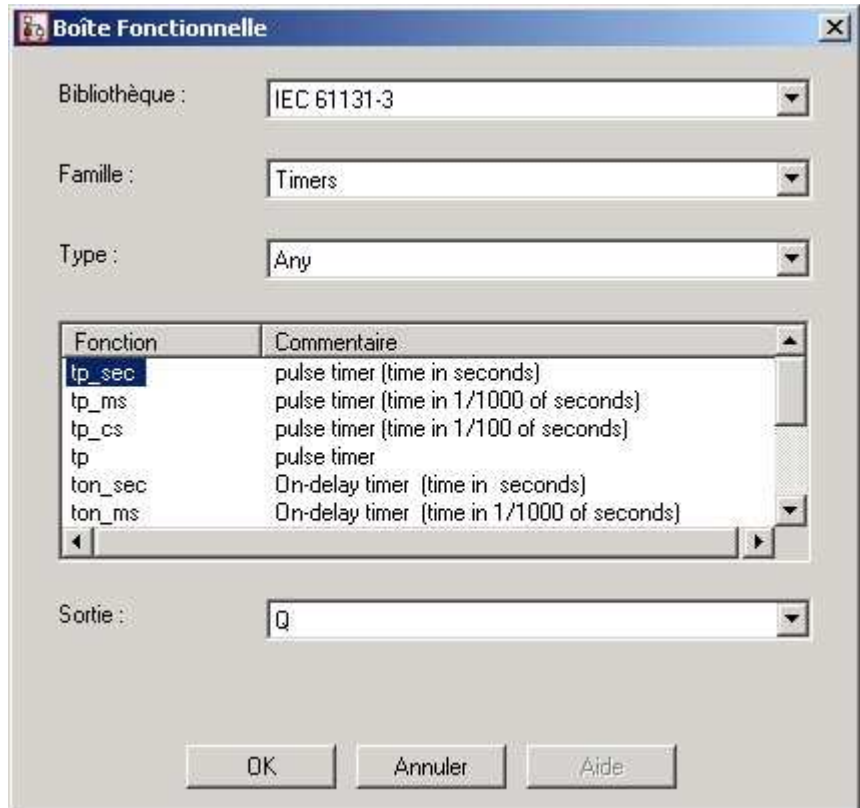 Boîte Fonctionnelle
Bibliothèque : IEC 61131-3
Famille : Timers
Type : Any
Fonction Commentaire
tp_sec pulse timer (time in seconds)
tp_ms pulse timer (time in 1/1000 of seconds)
tp_cs pulse timer (time in 1/100 of seconds)
tp pulse timer
ton_sec On-delay timer (time in seconds)
ton_ms On-delay timer (time in 1/1000 of seconds)
Sortie : Q
OK Annuler Aide